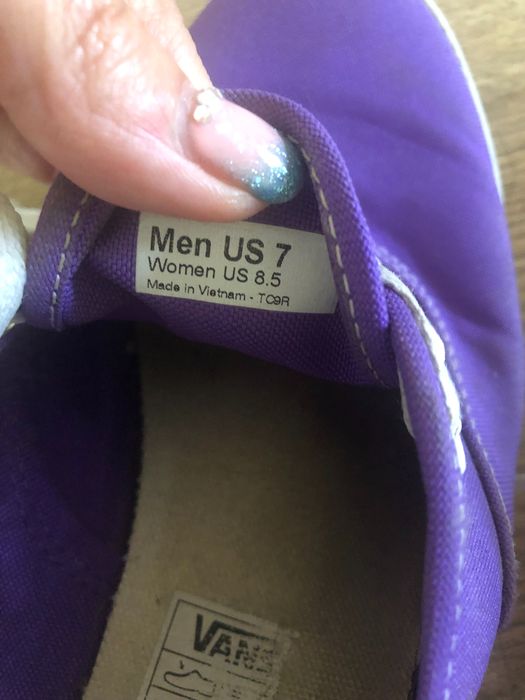 Men US 7
Women US 8.5
Made in Vietnam - TC9R
VANS